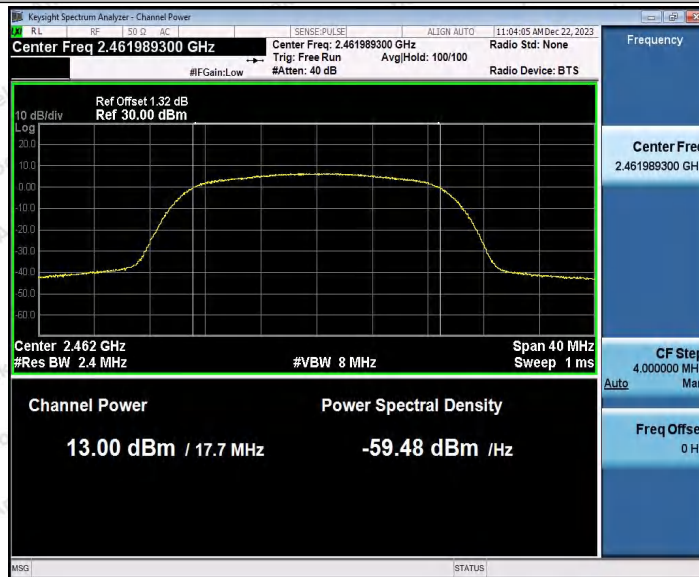 Keysight Spectrum Analyzer - Channel Power
RL RF 50 Ω AC SENSE:PULSE ALIGN AUTO 11:04:05 AM Dec 22, 2023
Center Freq 2.461989300 GHz
Center Freq: 2.461989300 GHz
Radio Std: None
Trig: Free Run Avg|Hold: 100/100
#IFGain:Low #Atten: 40 dB Radio Device: BTS
Ref Offset 1.32 dB
10 dB/div Ref 30.00 dBm
Log
20.0
10.0
0.00
-10.0
-20.0
-30.0
-40.0
-50.0
-60.0
Center 2.462 GHz Span 40 MHz
#Res BW 2.4 MHz #VBW 8 MHz Sweep 1 ms
Channel Power Power Spectral Density
13.00 dBm / 17.7 MHz -59.48 dBm /Hz
MSG STATUS
Frequency
Center Fre
2.461989300 GH
CF Step
4.000000 MH
Auto Ma
Freq Offse
0 H